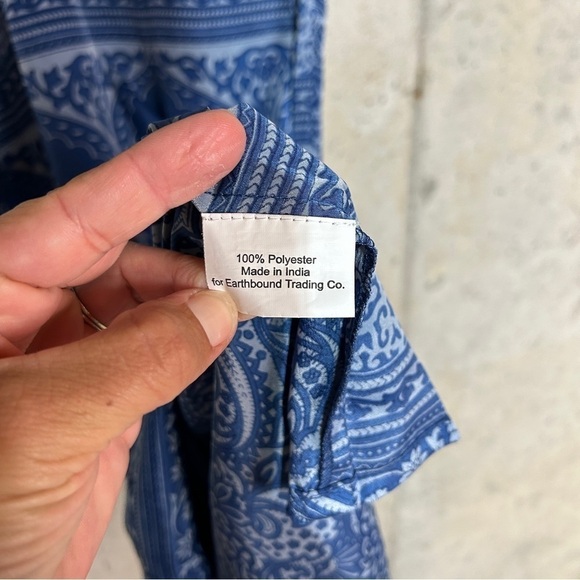 100% Polyester
Made in India
for Earthbound Trading Co.